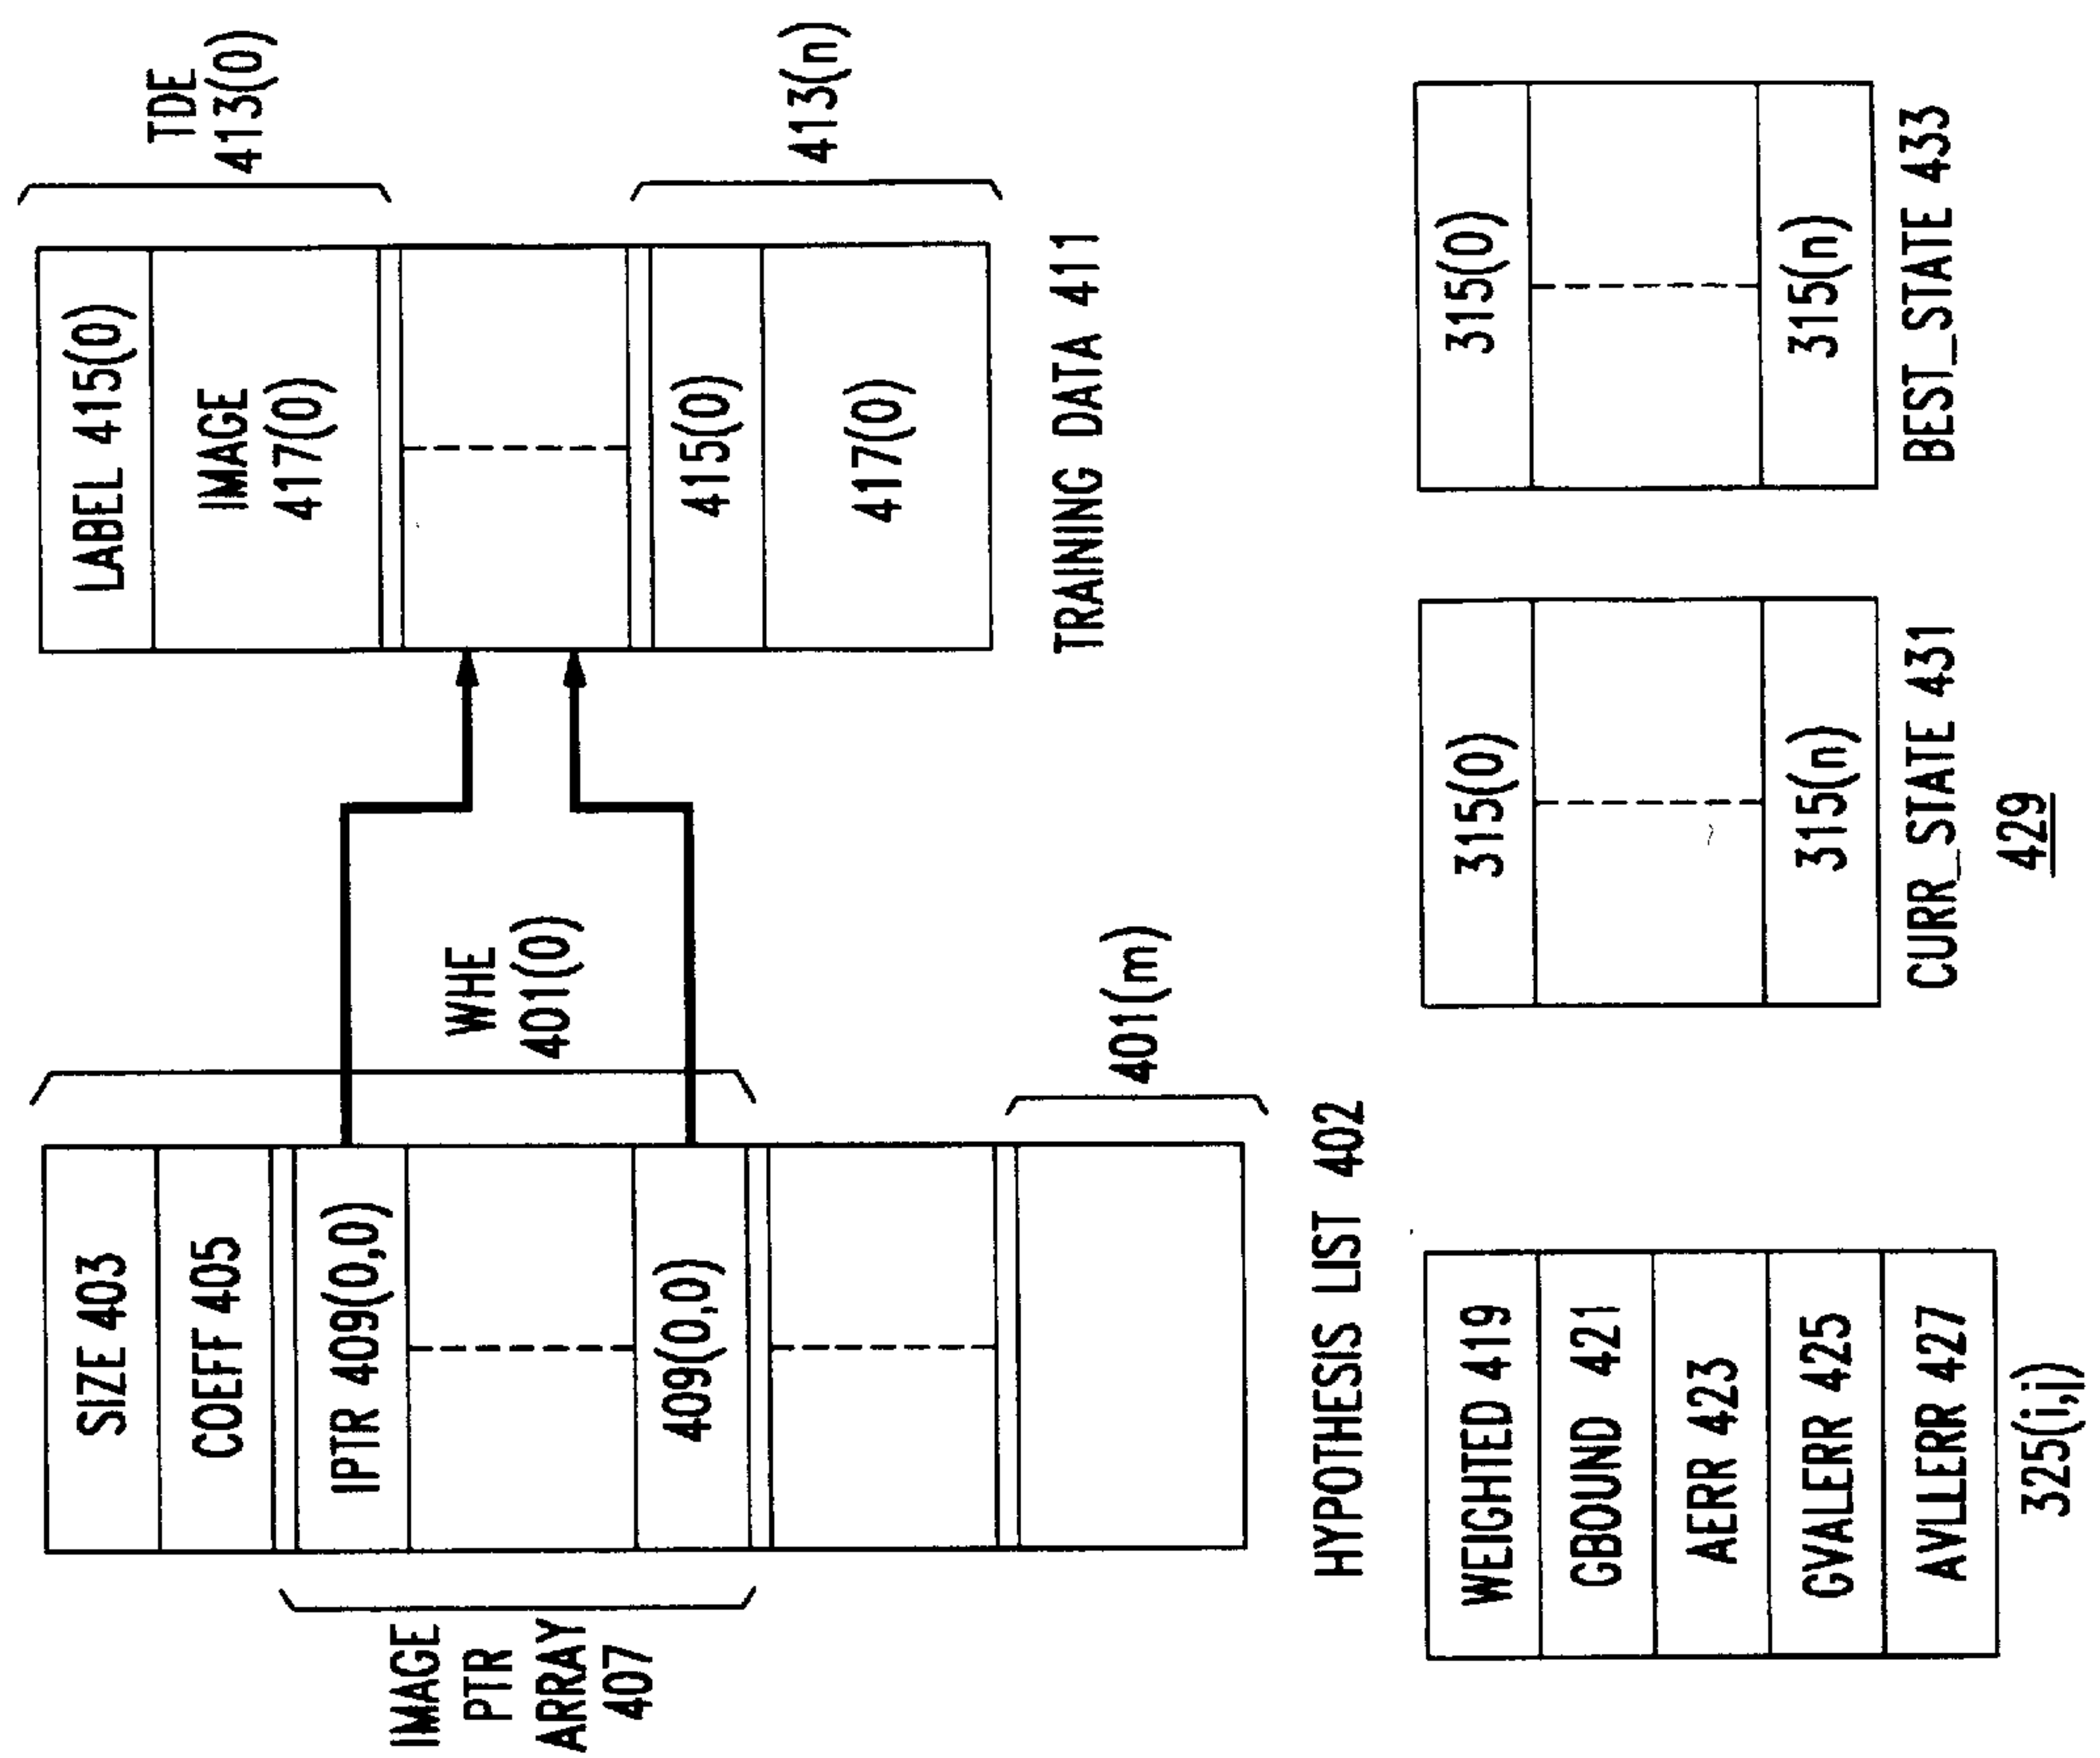 SIZE 403
COEFF 405
IPTR 409(0,0)
409(0,0)
IMAGE
PTR
ARRAY
407
WHE
401(0)
401(m)
HYPOTHESIS LIST 402
LABEL 415(0)
IMAGE
417(0)
415(0)
417(0)
TDE
413(0)
413(n)
TRAINING DATA 411
WEIGHTED 419
GBOUND 421
AERR 423
GVALERR 425
AVLLERR 427
325(i,j)
315(0)
315(n)
CURR_STATE 431
429
315(0)
315(n)
BEST_STATE 433